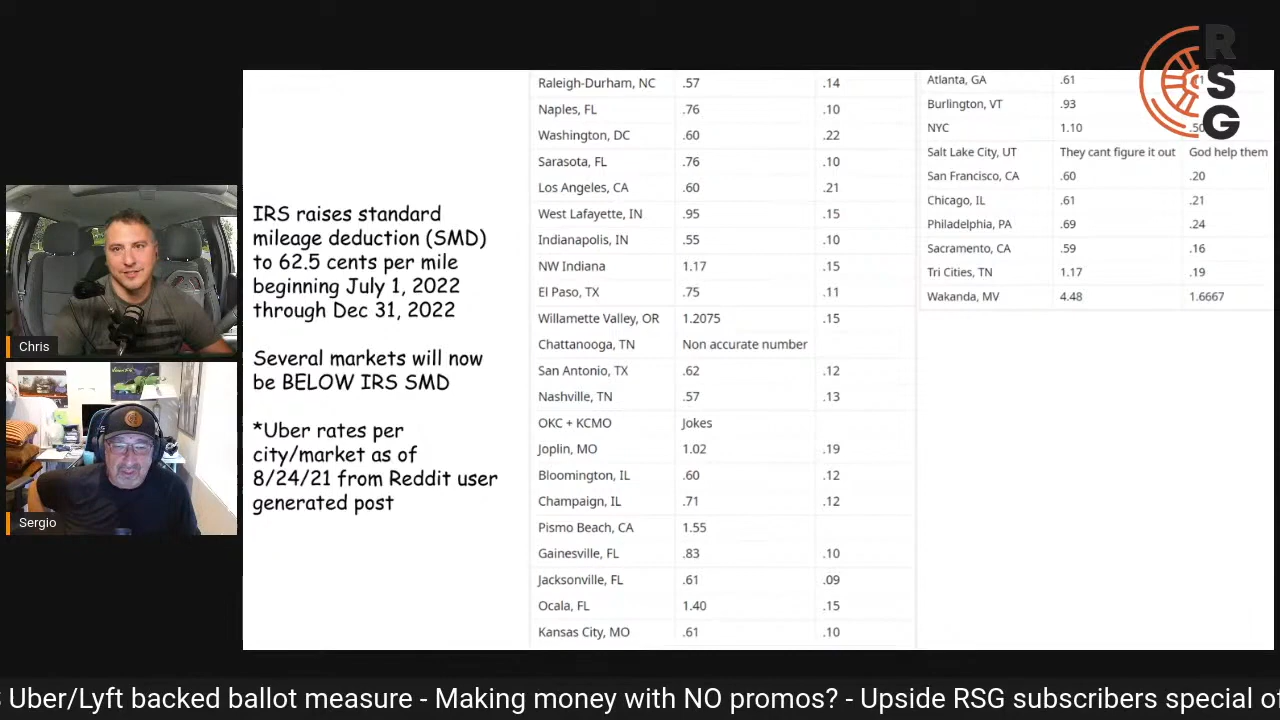 RSG
Chris
Sergio
IRS raises standard
mileage deduction (SMD)
to 62.5 cents per mile
beginning July 1, 2022
through Dec 31, 2022
Several markets will now
be BELOW IRS SMD
*Uber rates per
city/market as of
8/24/21 from Reddit user
generated post
Raleigh-Durham, NC .57 .14
Naples, FL .76 .10
Washington, DC .60 .22
Sarasota, FL .76 .10
Los Angeles, CA .60 .21
West Lafayette, IN .95 .15
Indianapolis, IN .55 .10
NW Indiana 1.17 .15
El Paso, TX .75 .11
Willamette Valley, OR 1.2075 .15
Chattanooga, TN Non accurate number
San Antonio, TX .62 .12
Nashville, TN .57 .13
OKC + KCMO Jokes
Joplin, MO 1.02 .19
Bloomington, IL .60 .12
Champaign, IL .71 .12
Pismo Beach, CA 1.55
Gainesville, FL .83 .10
Jacksonville, FL .61 .09
Ocala, FL 1.40 .15
Kansas City, MO .61 .10
Atlanta, GA .61
Burlington, VT .93
NYC 1.10 .50
Salt Lake City, UT They cant figure it out God help them
San Francisco, CA .60 .20
Chicago, IL .61 .21
Philadelphia, PA .69 .24
Sacramento, CA .59 .16
Tri Cities, TN 1.17 .19
Wakanda, MV 4.48 1.6667
Uber/Lyft backed ballot measure - Making money with NO promos? - Upside RSG subscribers special